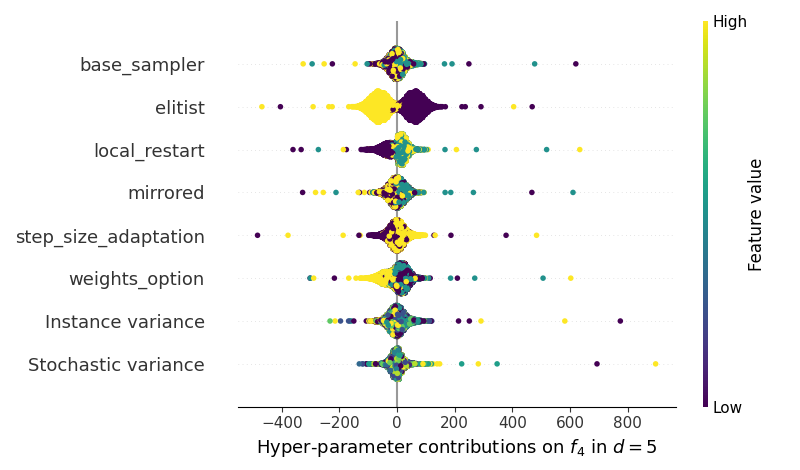 High
base_sampler
elitist
local_restart
mirrored
step_size_adaptation
weights_option
Instance variance
Stochastic variance
Feature value
Low
−400 −200 0 200 400 600 800
Hyper-parameter contributions on f₄ in d = 5